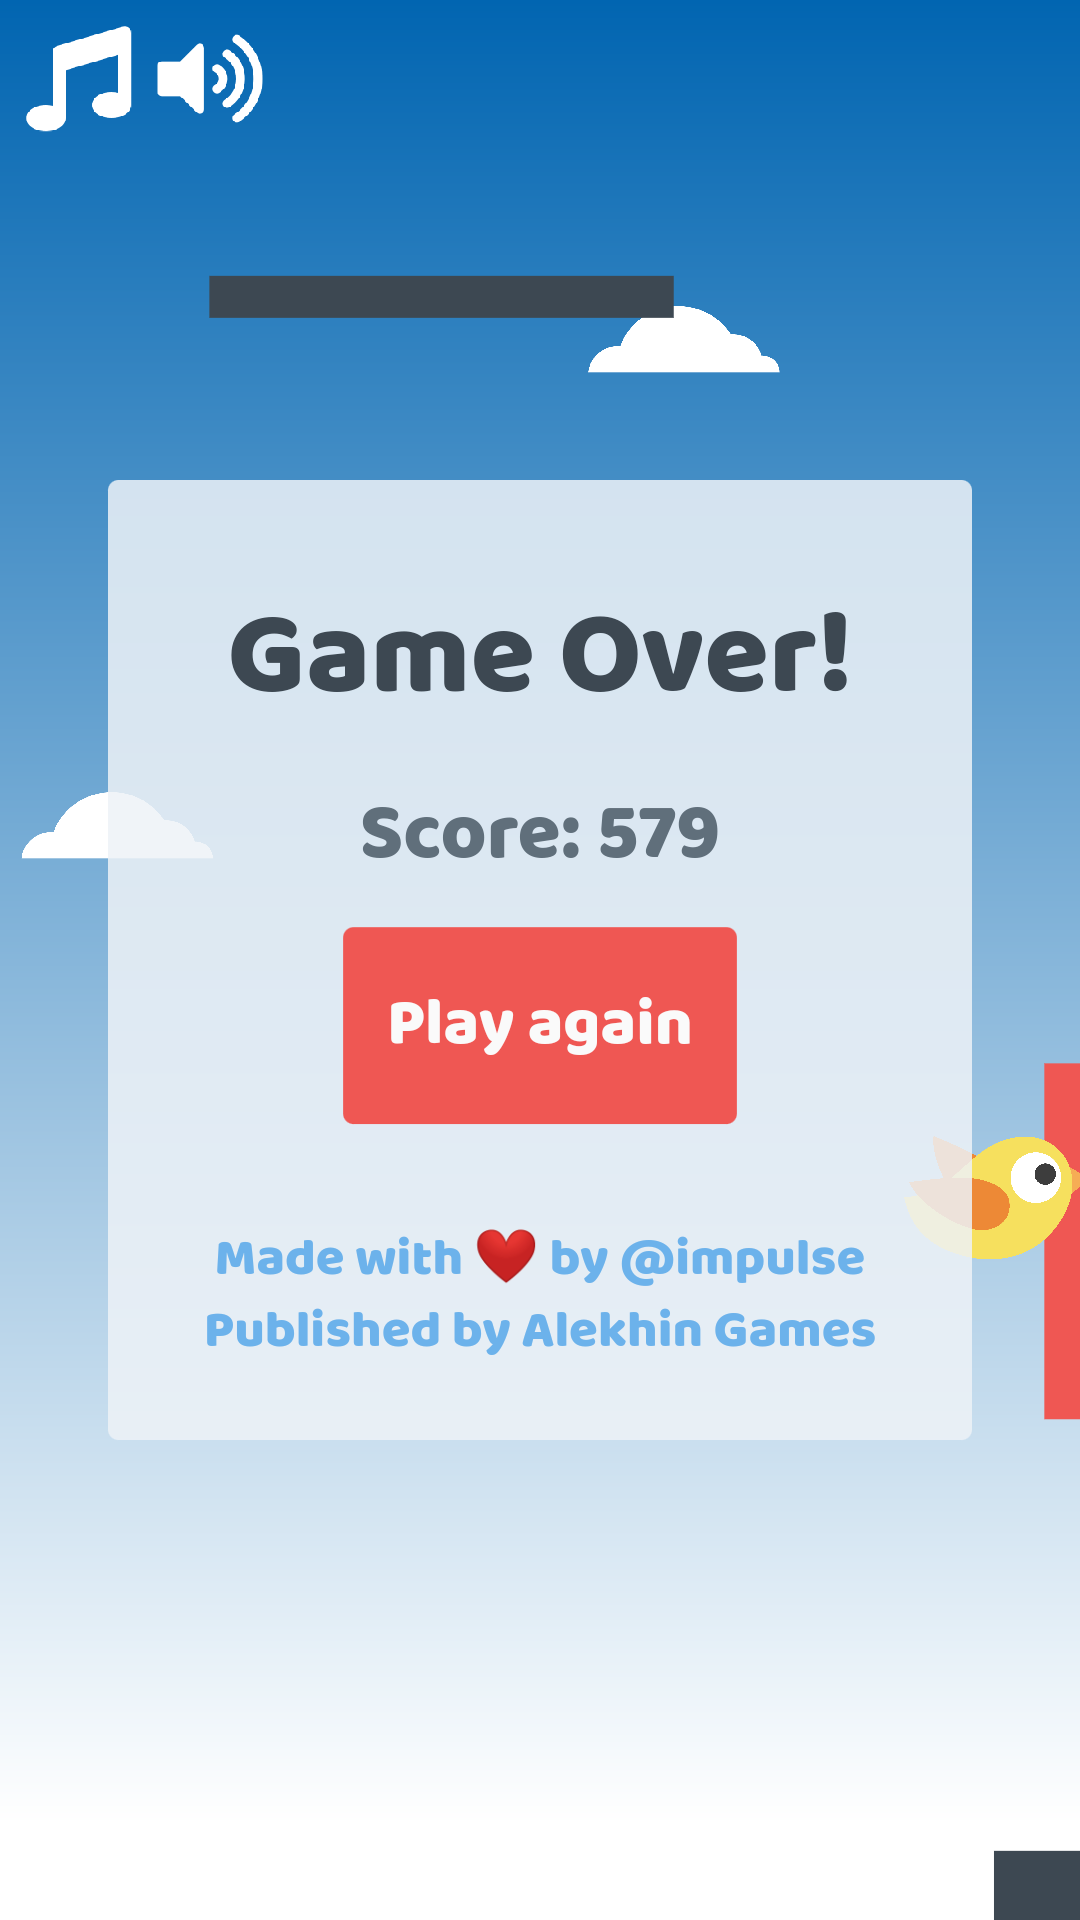 Game Over!
Score: 579
Play again
Made with ❤️ by @impulse
Published by Alekhin Games